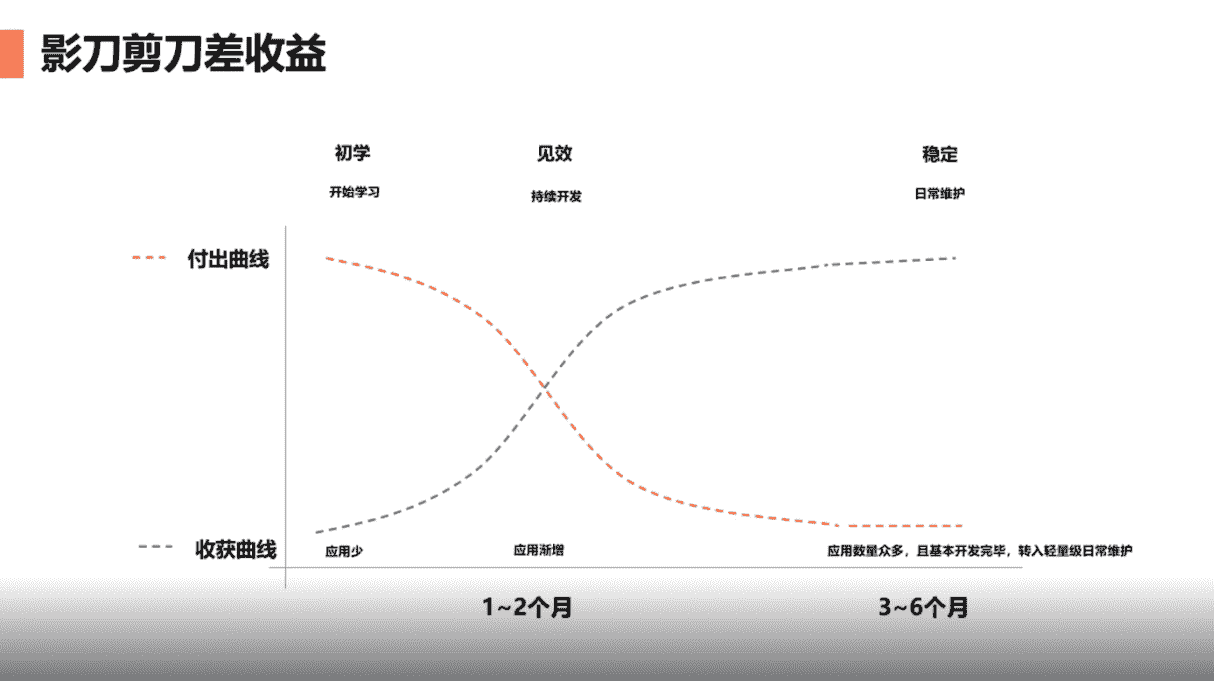 影刀剪刀差收益
初学
见效
稳定
开始学习
持续开发
日常维护
付出曲线
收获曲线
应用少
应用渐增
应用数量众多，且基本开发完毕，转入轻量级日常维护
1~2个月
3~6个月